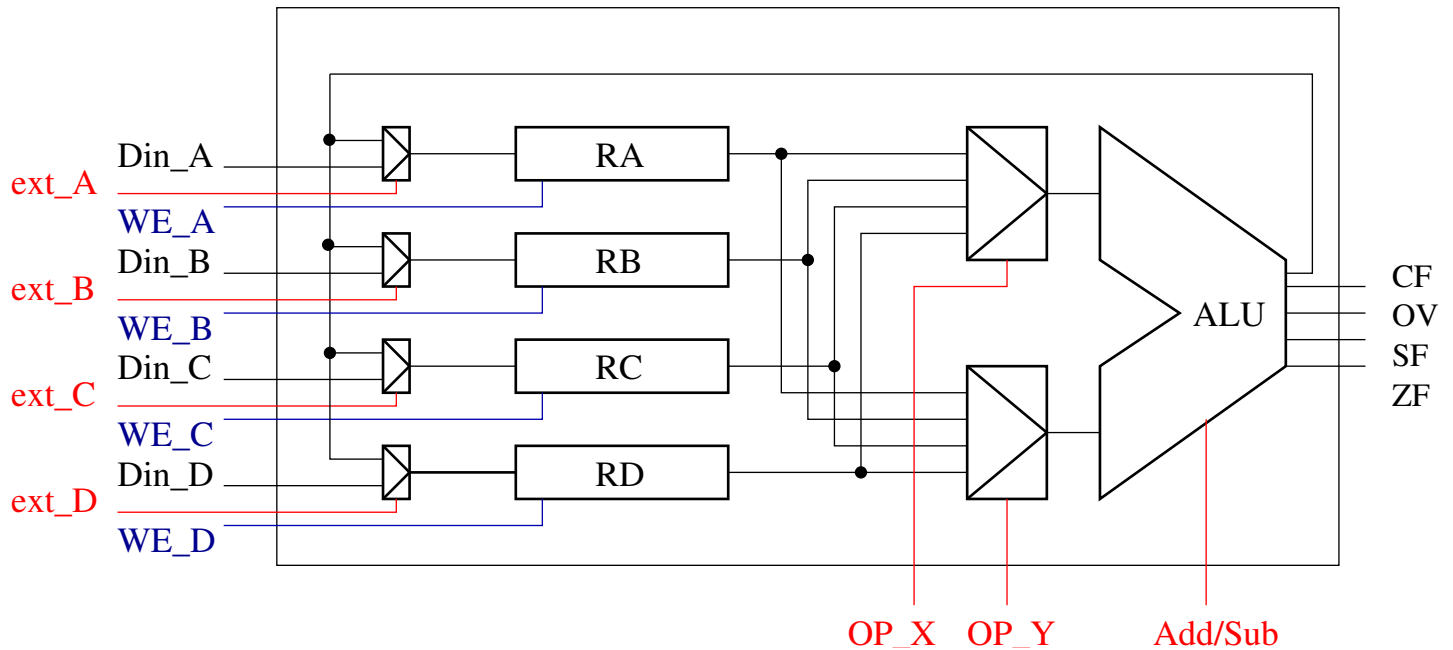 Din_A
RA
ext_A
WE_A
Din_B
RB
ext_B
WE_B
CF
ALU
OV
Din_C
RC
SF
ext_C
ZF
WE_C
Din_D
RD
ext_D
WE_D
OP_X OP_Y Add/Sub